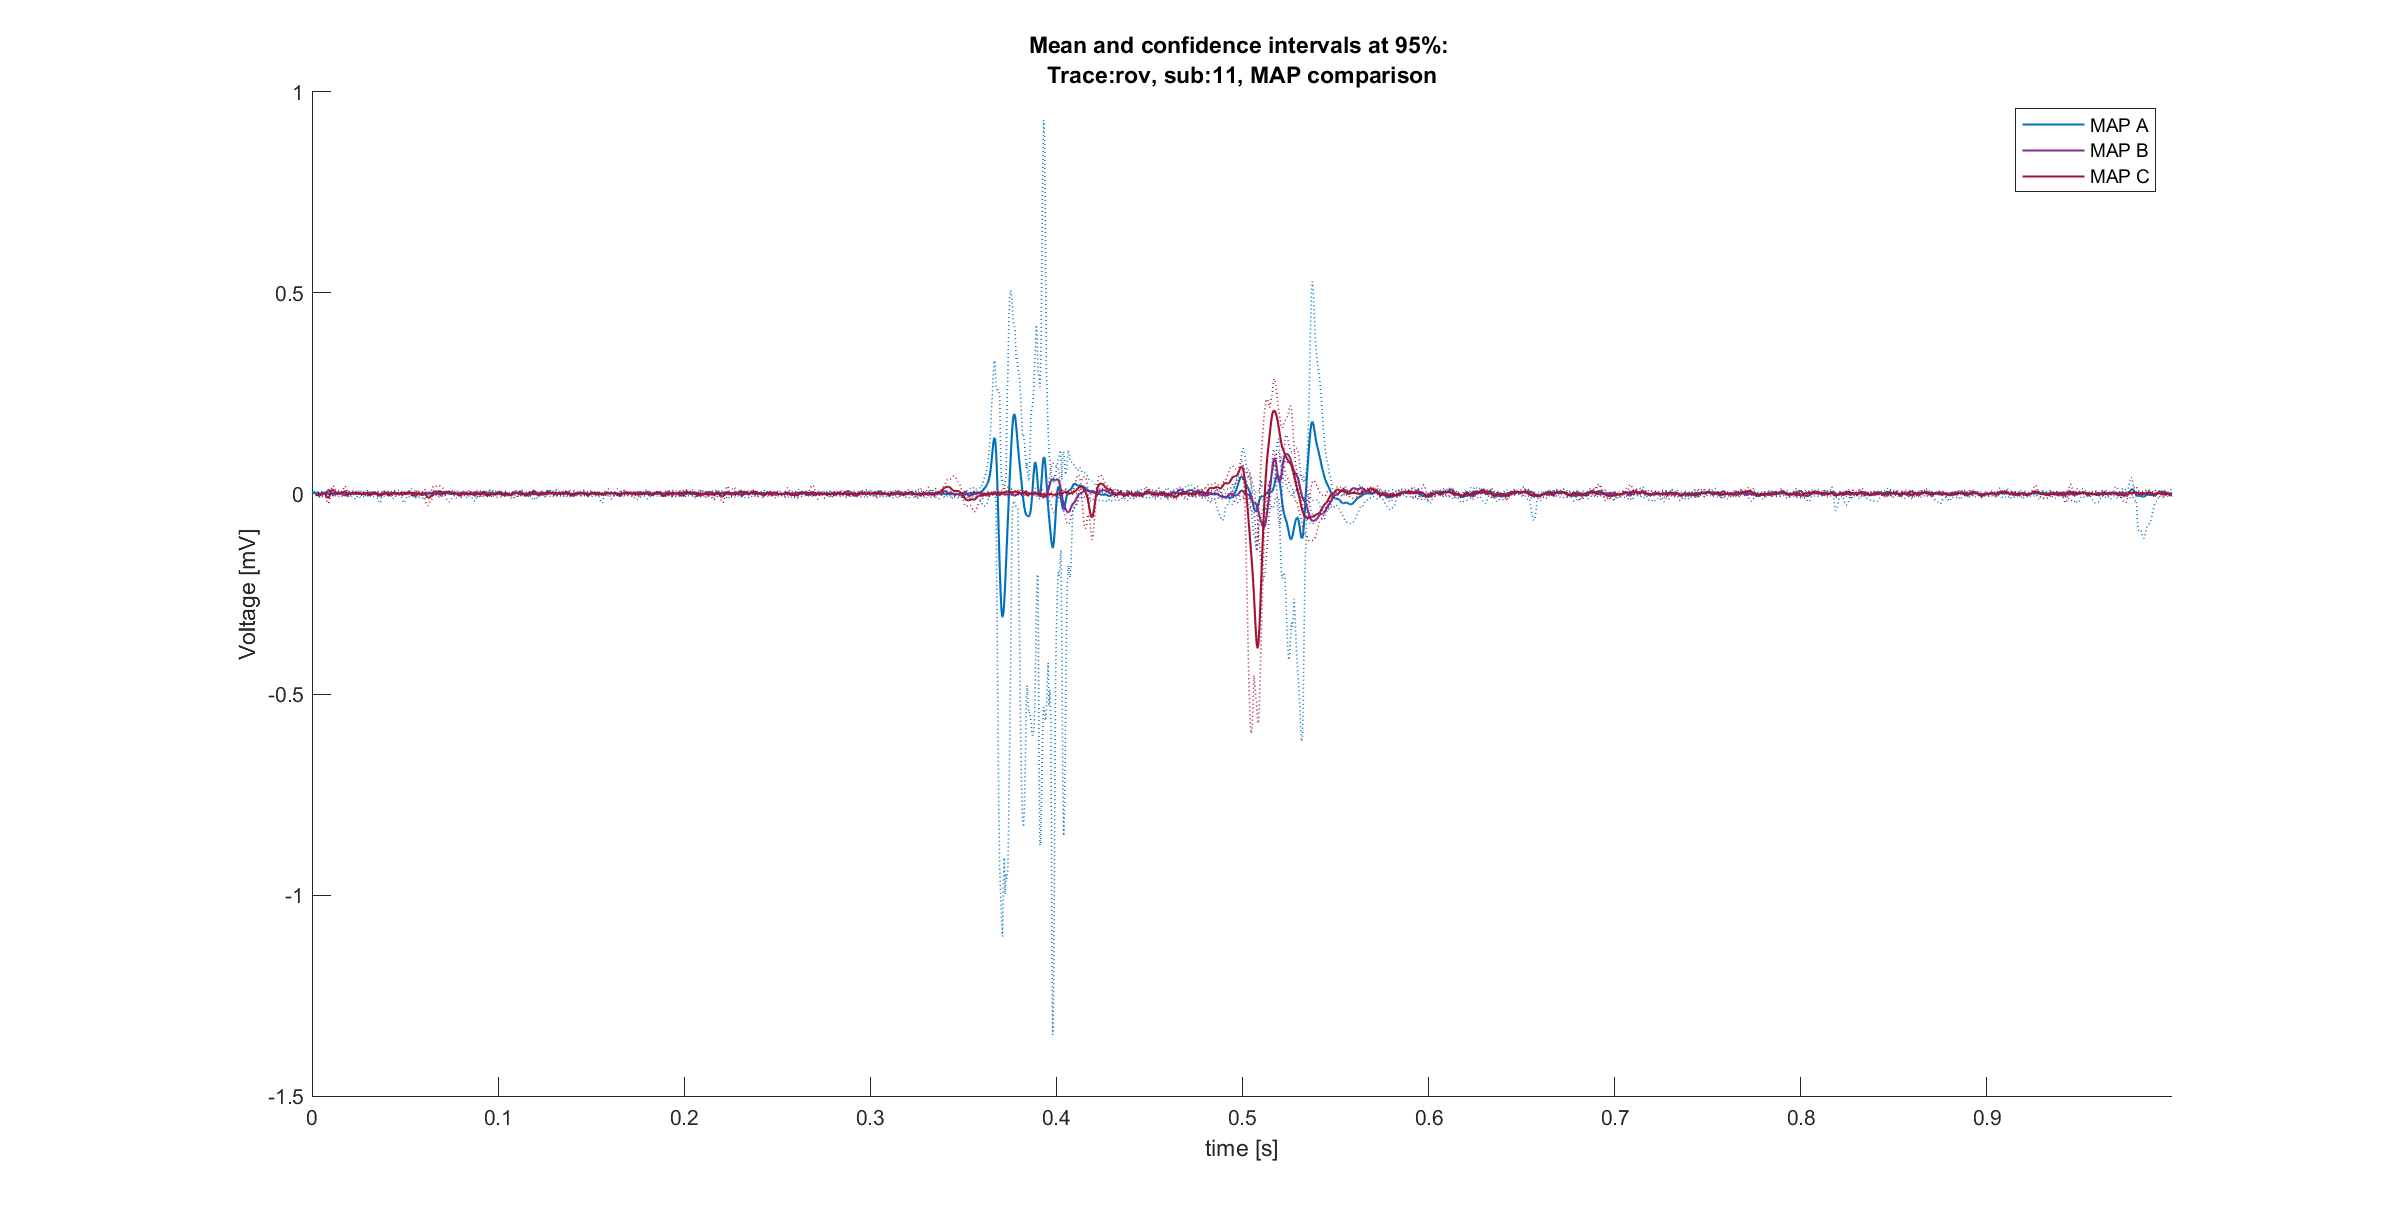 Mean and confidence intervals at 95%:
Trace:rov, sub:11, MAP comparison
MAP A
MAP B
MAP C
1
0.5
0
-0.5
-1
-1.5
Voltage [mV]
0 0.1 0.2 0.3 0.4 0.5 0.6 0.7 0.8 0.9
time [s]